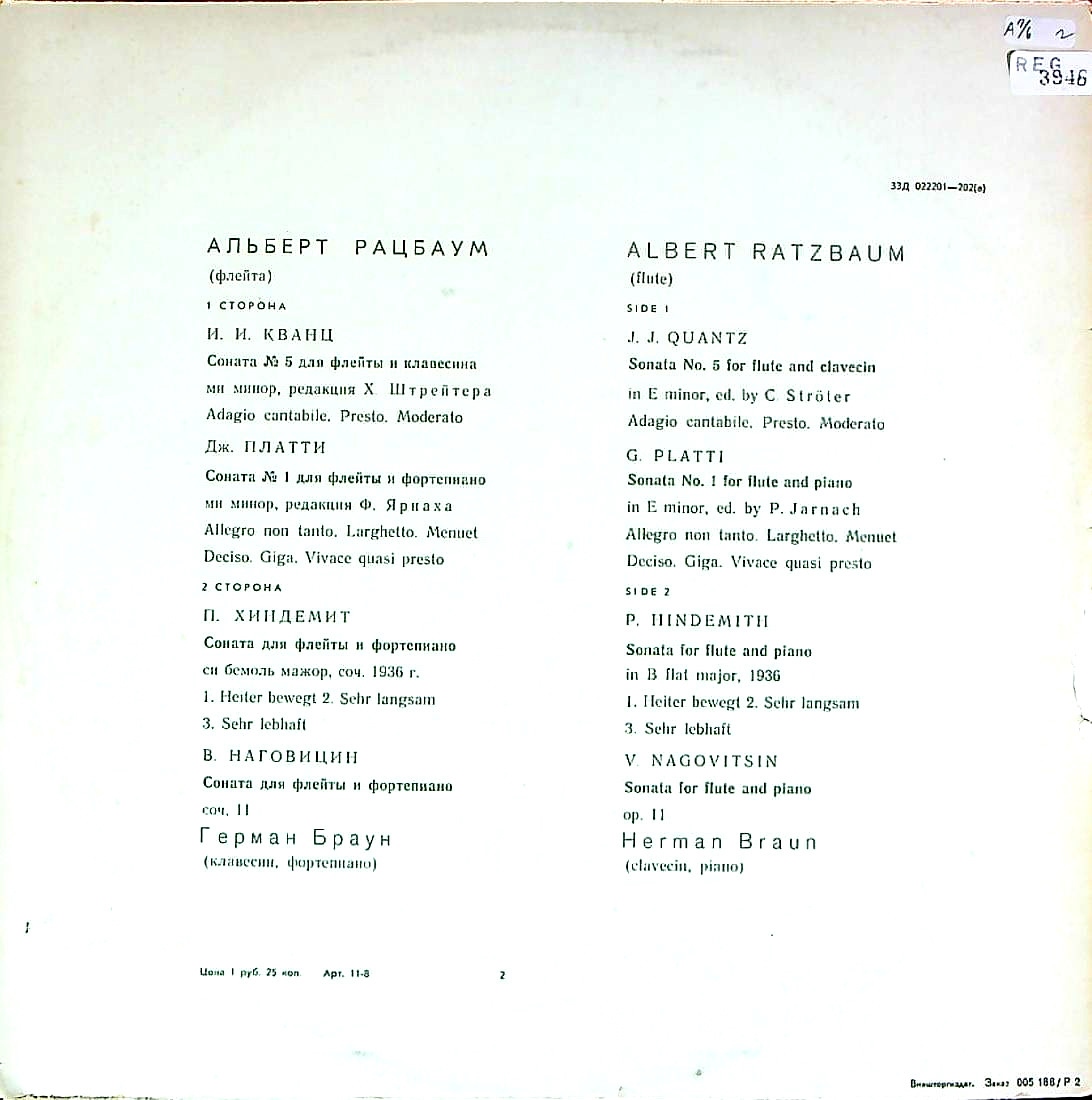 А 7/6 2
REG
3946
33Д 022201—202(а)
АЛЬБЕРТ РАЦБАУМ
(флейта)
1 СТОРОНА
И. И. КВАНЦ
Соната № 5 для флейты и клавесина
ми минор, редакция Х. Штрейтера
Adagio cantabile. Presto. Moderato
Дж. ПЛАТТИ
Соната № 1 для флейты и фортепиано
ми минор, редакция Ф. Ярнаха
Allegro non tanto. Larghetto. Menuet
Deciso. Giga. Vivace quasi presto
2 СТОРОНА
П. ХИНДЕМИТ
Соната для флейты и фортепиано
си бемоль мажор, соч. 1936 г.
1. Heiter bewegt 2. Sehr langsam
3. Sehr lebhaft
В. НАГОВИЦИН
Соната для флейты и фортепиано
соч. 11
Герман Браун
(клавесин, фортепиано)
ALBERT RATZBAUM
(flute)
SIDE 1
J. J. QUANTZ
Sonata No. 5 for flute and clavecin
in E minor, ed. by C. Ströter
Adagio cantabile. Presto. Moderato
G. PLATTI
Sonata No. 1 for flute and piano
in E minor, ed. by P. Jarnach
Allegro non tanto. Larghetto. Menuet
Deciso. Giga. Vivace quasi presto
SIDE 2
P. HINDEMITH
Sonata for flute and piano
in B flat major, 1936
1. Heiter bewegt 2. Sehr langsam
3. Sehr lebhaft
V. NAGOVITSIN
Sonata for flute and piano
op. 11
Herman Braun
(clavecin, piano)
Цена 1 руб. 25 коп. Арт. 11-8 2
Внешторгиздат. Заказ 005 188/Р 2